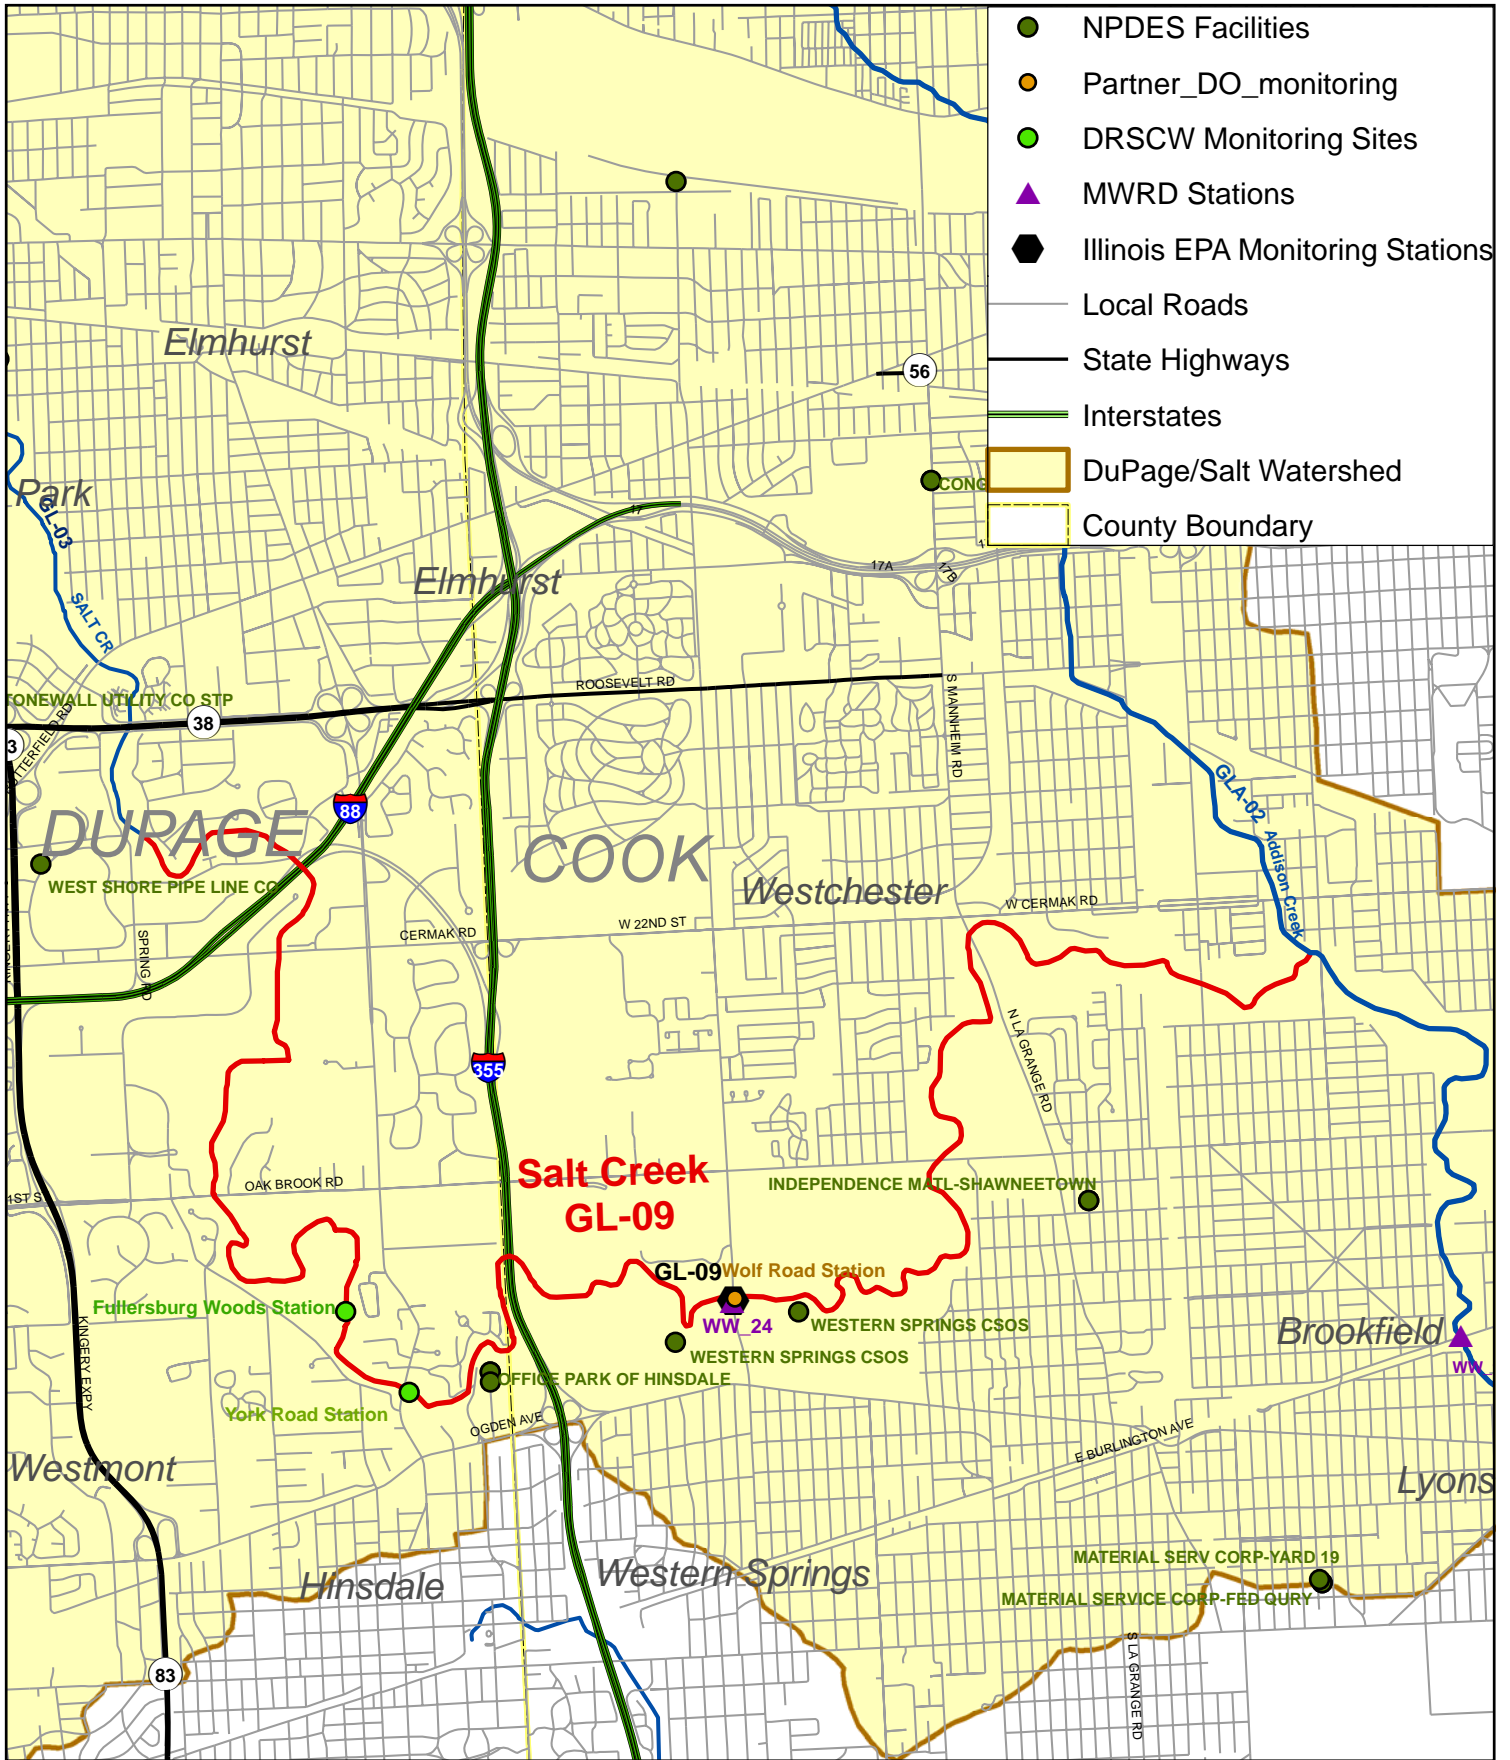 NPDES Facilities
Partner_DO_monitoring
DRSCW Monitoring Sites
MWRD Stations
Illinois EPA Monitoring Stations
Local Roads
State Highways
Interstates
DuPage/Salt Watershed
County Boundary
Elmhurst
56
Park
GL-03
CONG
17
17A
17B
Elmhurst
SALT CR
ROOSEVELT RD
S MANNHEIM RD
TONEWALL UTILITY CO STP
38
3
UTTERFIELD RD
GLA-02
Addison Creek
88
DUPAGE
COOK
WEST SHORE PIPE LINE CO
Westchester
W CERMAK RD
W 22ND ST
CERMAK RD
SPRING RD
N LA GRANGE RD
355
Salt Creek
GL-09
OAK BROOK RD
1ST S
INDEPENDENCE MATL-SHAWNEETOWN
GL-09
Wolf Road Station
Fullersburg Woods Station
WW_24
WESTERN SPRINGS CSOS
WESTERN SPRINGS CSOS
Brookfield
WW_
KINGERY EXPY
OFFICE PARK OF HINSDALE
York Road Station
OGDEN AVE
E BURLINGTON AVE
Westmont
Lyons
Hinsdale
Western Springs
MATERIAL SERV CORP-YARD 19
MATERIAL SERVICE CORP-FED QURY
S LA GRANGE RD
83